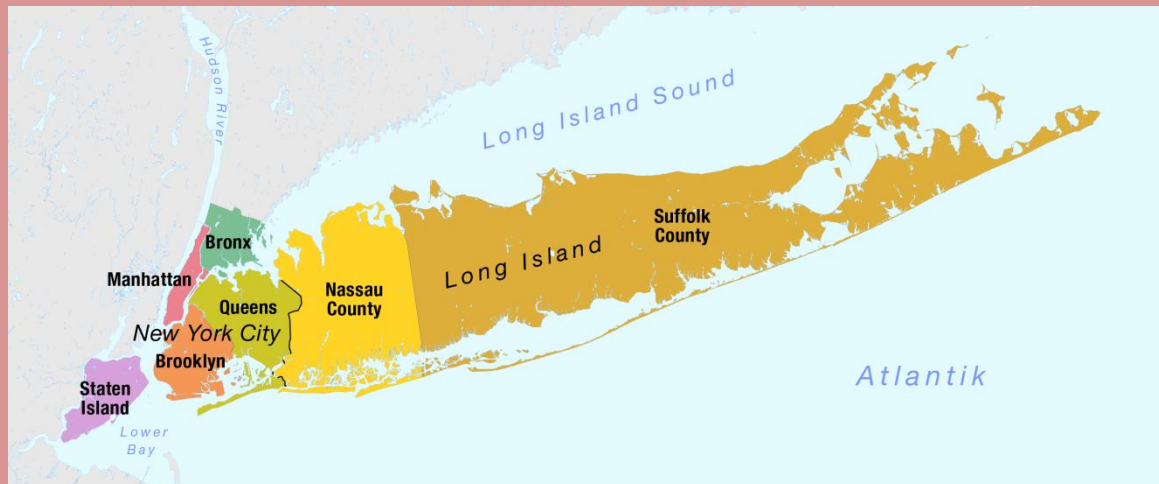 Hudson River
Long Island Sound
Bronx
Suffolk
County
Long Island
Manhattan
Nassau
County
Queens
New York City
Brooklyn
Staten
Island
Atlantik
Lower
Bay